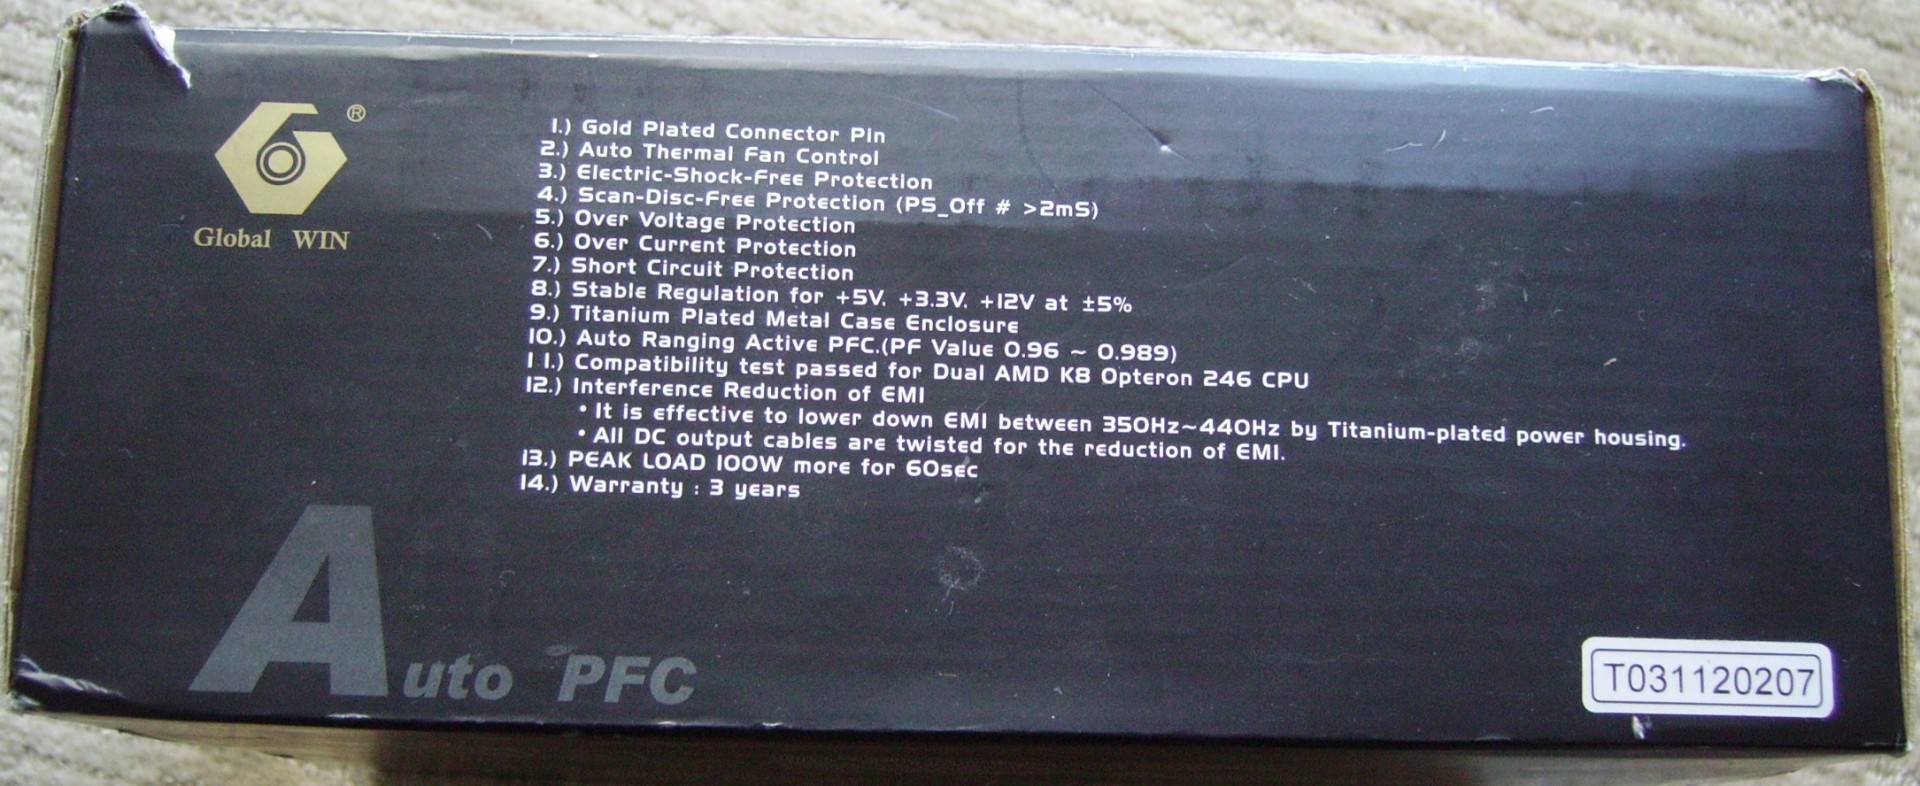 ®
Global WIN
1.) Gold Plated Connector Pin
2.) Auto Thermal Fan Control
3.) Electric-Shock-Free Protection
4.) Scan-Disc-Free Protection (PS_Off # >2mS)
5.) Over Voltage Protection
6.) Over Current Protection
7.) Short Circuit Protection
8.) Stable Regulation for +5V, +3.3V, +12V at ±5%
9.) Titanium Plated Metal Case Enclosure
10.) Auto Ranging Active PFC.(PF Value 0.96 ~ 0.989)
11.) Compatibility test passed for Dual AMD K8 Opteron 246 CPU
12.) Interference Reduction of EMI
• It is effective to lower down EMI between 350Hz~440Hz by Titanium-plated power housing.
• All DC output cables are twisted for the reduction of EMI.
13.) PEAK LOAD 100W more for 60sec
14.) Warranty : 3 years
Auto PFC
T031120207